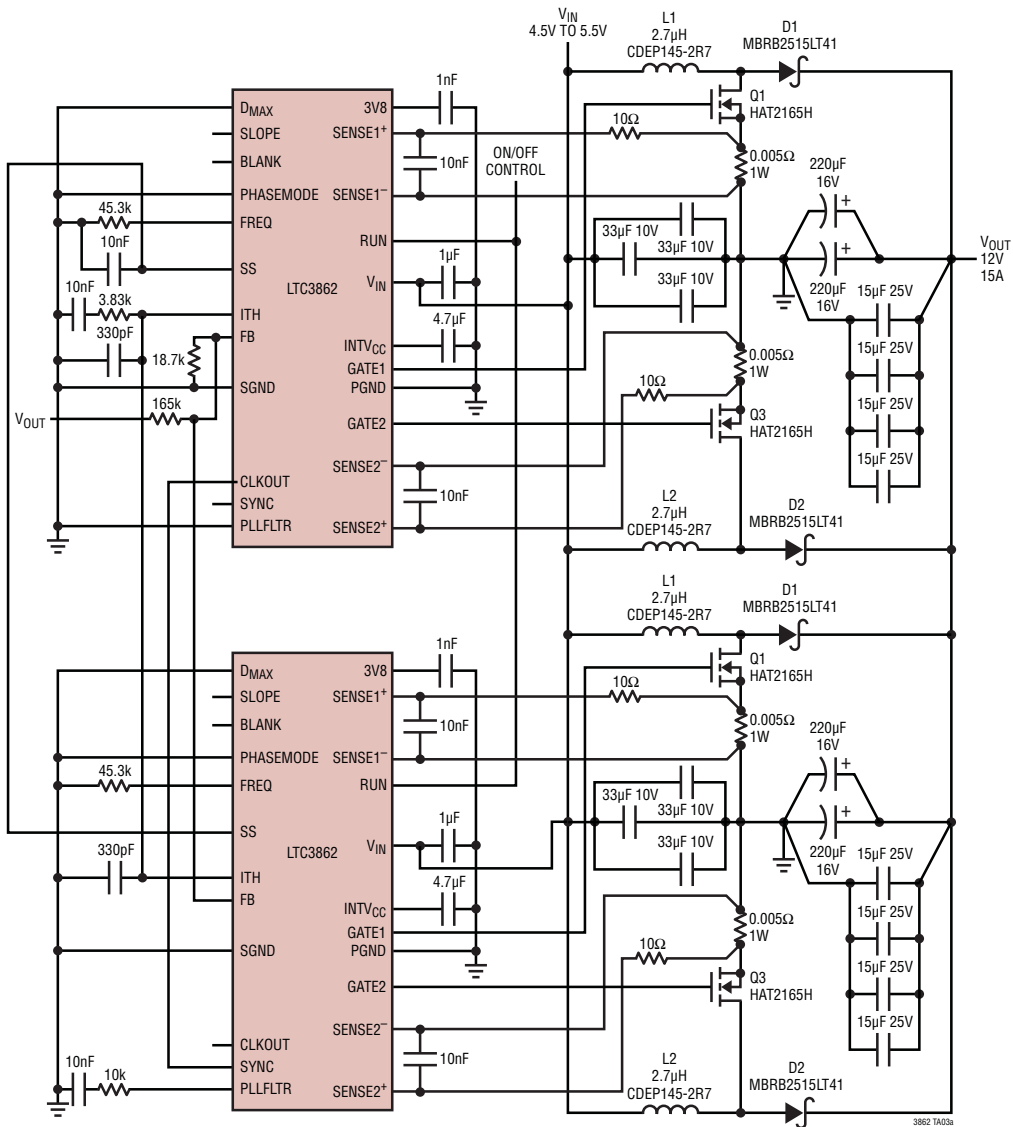 VIN
4.5V TO 5.5V
L1
2.7µH
CDEP145-2R7
D1
MBRB2515LT41
1nF
DMAX
SLOPE
BLANK
PHASEMODE
45.3k
FREQ
10nF
SS
10nF
3.83k
ITH
330pF
FB
18.7k
SGND
VOUT
165k
CLKOUT
SYNC
PLLFLTR
LTC3862
3V8
SENSE1+
10nF
SENSE1−
RUN
1µF
VIN
4.7µF
INTVCC
GATE1
PGND
GATE2
SENSE2−
10nF
SENSE2+
ON/OFF
CONTROL
10Ω
Q1
HAT2165H
0.005Ω
1W
33µF 10V
33µF 10V
33µF 10V
220µF
16V
220µF
16V
VOUT
12V
15A
15µF 25V
15µF 25V
15µF 25V
15µF 25V
0.005Ω
1W
10Ω
Q3
HAT2165H
L2
2.7µH
CDEP145-2R7
D2
MBRB2515LT41
L1
2.7µH
CDEP145-2R7
D1
MBRB2515LT41
1nF
DMAX
SLOPE
BLANK
PHASEMODE
45.3k
FREQ
SS
330pF
ITH
FB
SGND
CLKOUT
10nF
10k
SYNC
PLLFLTR
LTC3862
3V8
SENSE1+
10nF
SENSE1−
RUN
1µF
VIN
4.7µF
INTVCC
GATE1
PGND
GATE2
SENSE2−
10nF
SENSE2+
10Ω
Q1
HAT2165H
0.005Ω
1W
33µF 10V
33µF 10V
33µF 10V
220µF
16V
220µF
16V
15µF 25V
15µF 25V
15µF 25V
15µF 25V
0.005Ω
1W
10Ω
Q3
HAT2165H
L2
2.7µH
CDEP145-2R7
D2
MBRB2515LT41
3862 TA03a